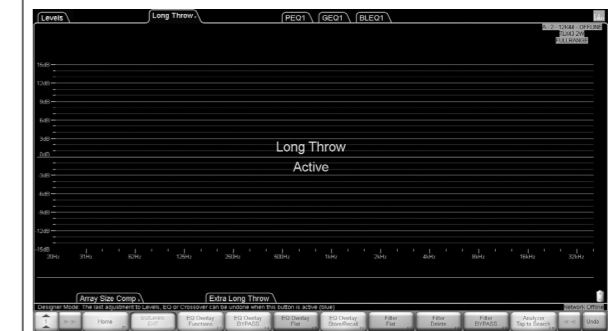 Levels
Long Throw
PEQ1
GEQ1
BLEQ1
FULLRANGE
15dB
12dB
9dB
6dB
3dB
0dB
-3dB
-6dB
-9dB
-12dB
-15dB
Long Throw
Active
20Hz 31Hz 62Hz 125Hz 250Hz 500Hz 1kHz 2kHz 4kHz 8kHz 16kHz 32kHz
Array Size Comp
Extra Long Throw
Designer Mode: The last adjustment to Levels, EQ or Crossover can be undone when this button is active (blue)
Network: Offline
Home
EQ Overlay Functions
EQ Overlay BYPASS
EQ Overlay Flat
EQ Overlay Store/Recall
Filter Flat
Filter Delete
Filter BYPASS
Analyzer
Tap to Search
Undo